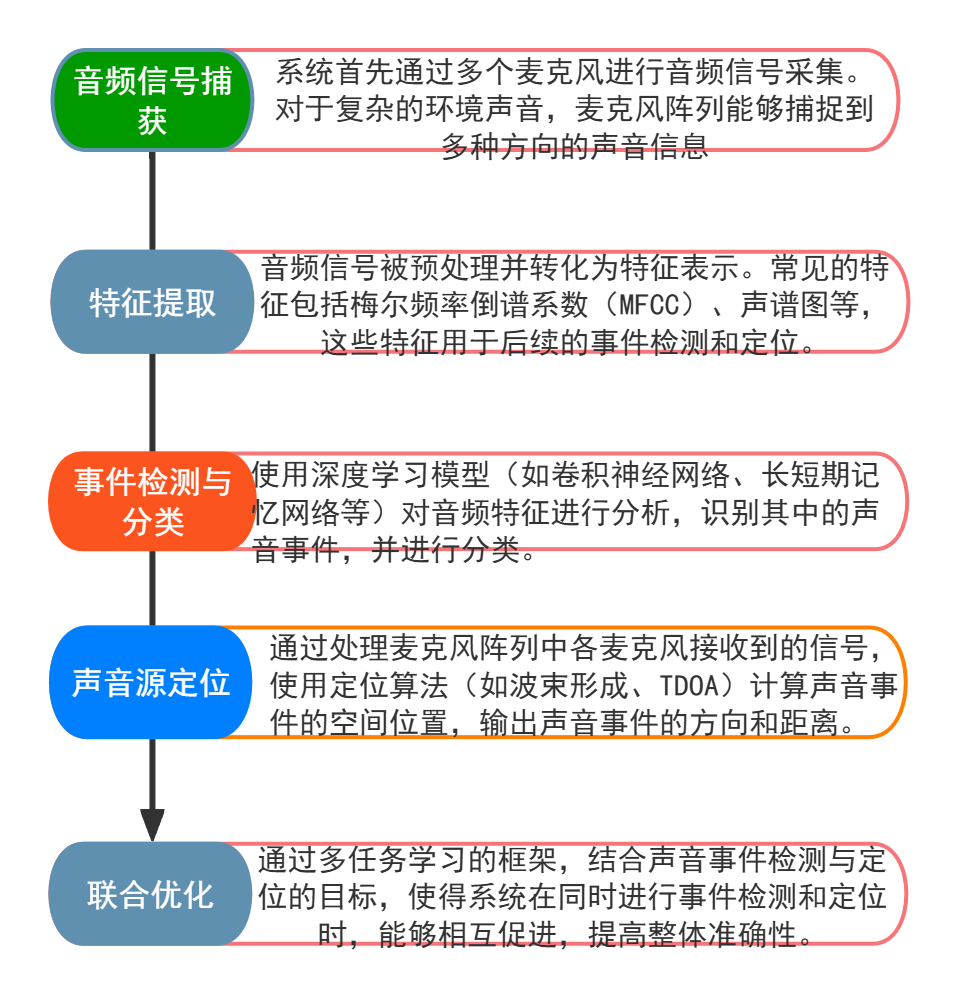 音频信号捕
获
系统首先通过多个麦克风进行音频信号采集。
对于复杂的环境声音，麦克风阵列能够捕捉到
多种方向的声音信息
特征提取
音频信号被预处理并转化为特征表示。常见的特
征包括梅尔频率倒谱系数（MFCC）、声谱图等，
这些特征用于后续的事件检测和定位。
事件检测与
分类
使用深度学习模型（如卷积神经网络、长短期记
忆网络等）对音频特征进行分析，识别其中的声
音事件，并进行分类。
声音源定位
通过处理麦克风阵列中各麦克风接收到的信号，
使用定位算法（如波束形成、TDOA）计算声音事
件的空间位置，输出声音事件的方向和距离。
联合优化
通过多任务学习的框架，结合声音事件检测与定
位的目标，使得系统在同时进行事件检测和定位
时，能够相互促进，提高整体准确性。